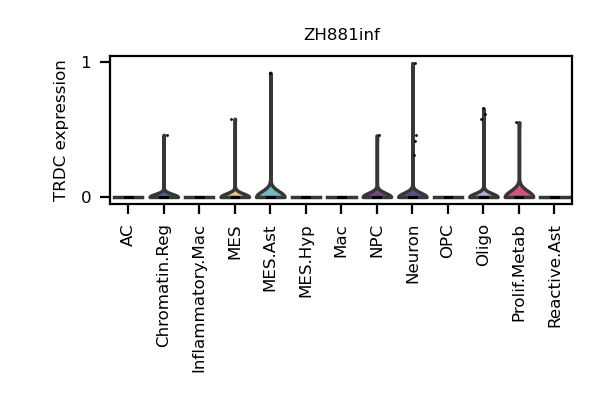 ZH881inf
TRDC expression
1
0
AC
Chromatin.Reg
Inflammatory.Mac
MES
MES.Ast
MES.Hyp
Mac
NPC
Neuron
OPC
Oligo
Prolif.Metab
Reactive.Ast